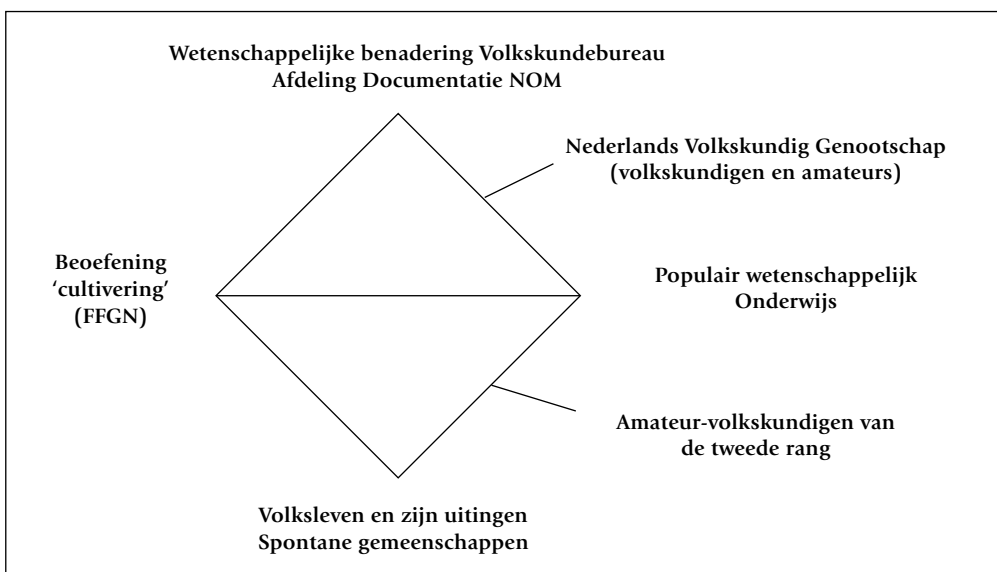 Wetenschappelijke benadering Volkskundebureau
Afdeling Documentatie NOM
Nederlands Volkskundig Genootschap
(volkskundigen en amateurs)
Beoefening
‘cultivering’
(FFGN)
Populair wetenschappelijk
Onderwijs
Amateur-volkskundigen van
de tweede rang
Volksleven en zijn uitingen
Spontane gemeenschappen